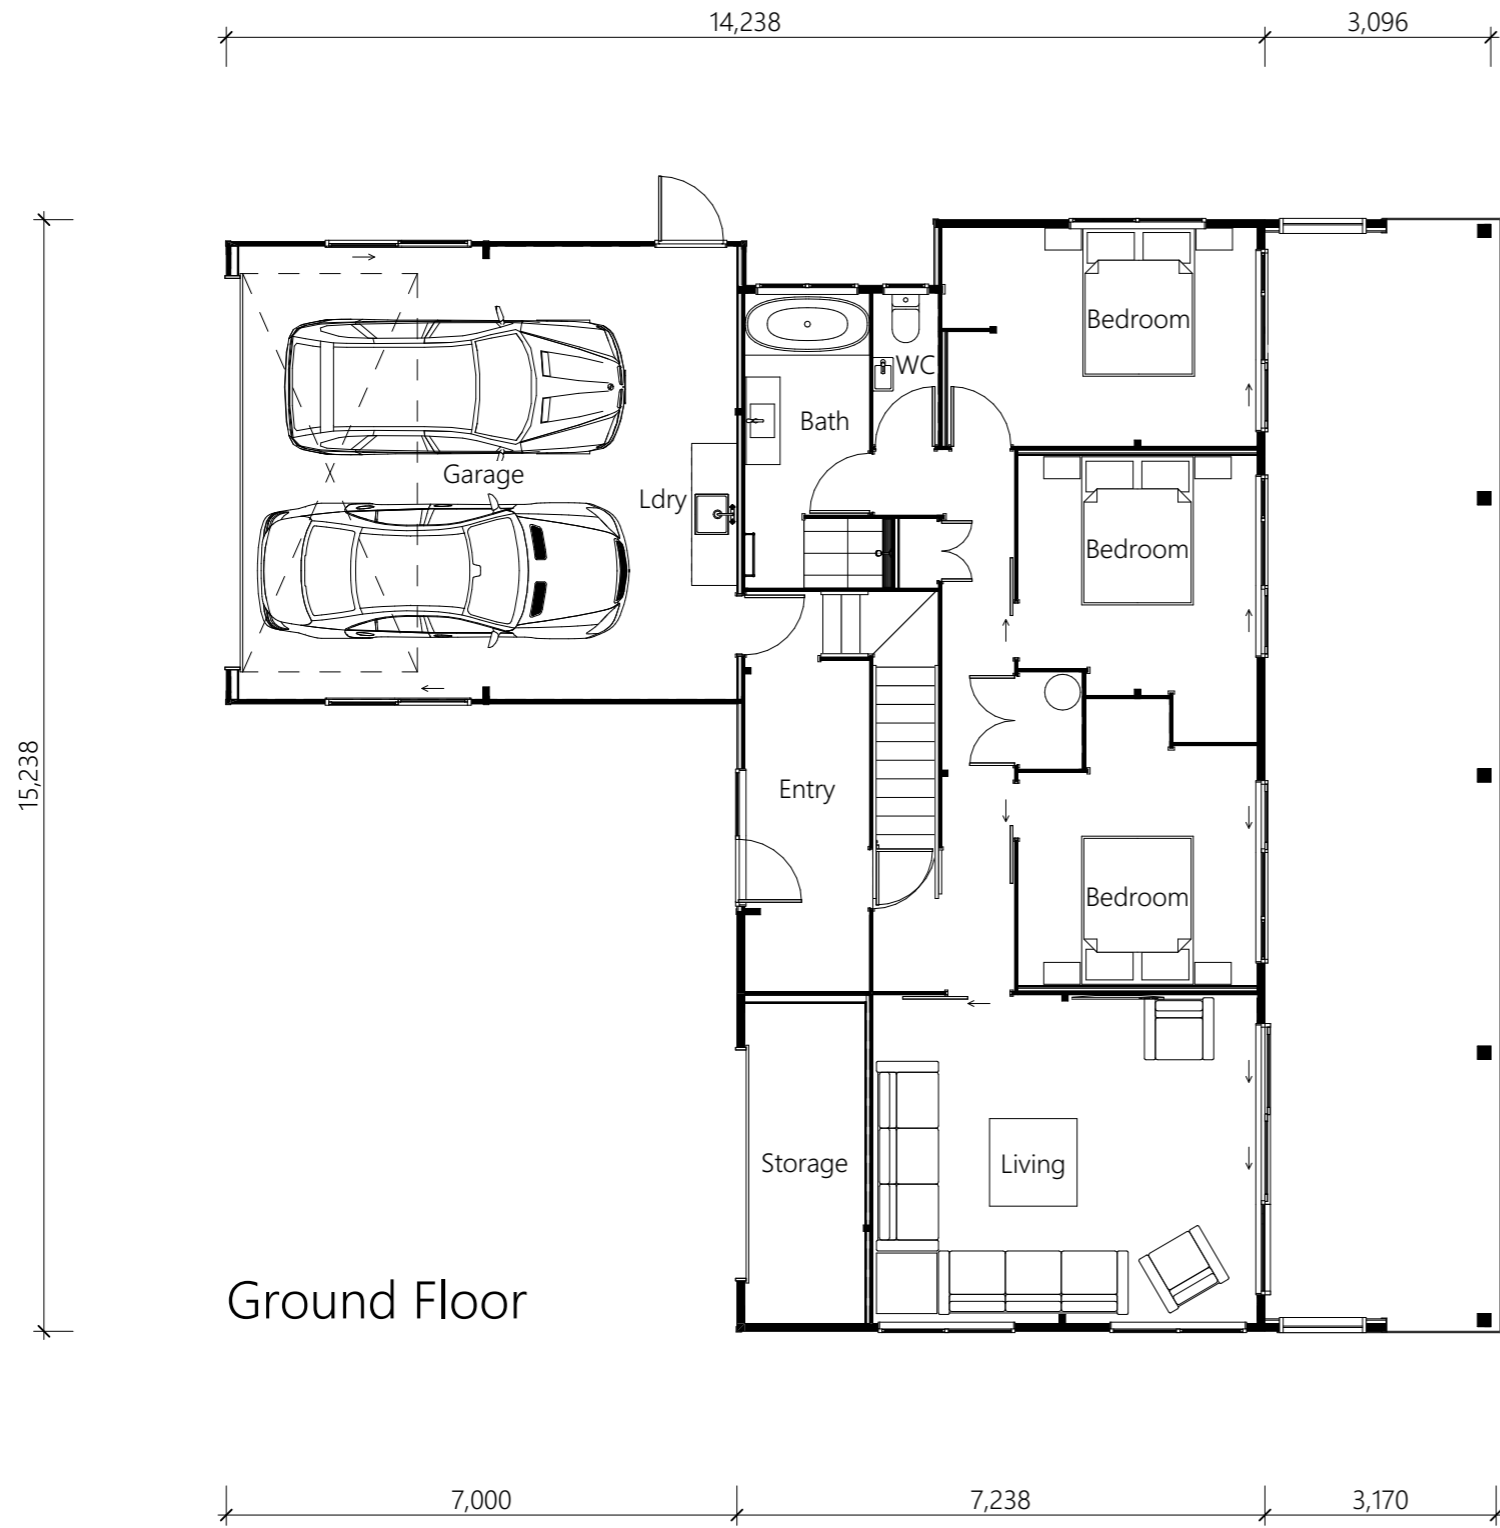 14,238
3,096
Bedroom
WC
Bath
Garage
Ldry
Bedroom
15,238
Entry
Bedroom
Storage
Living
Ground Floor
7,000
7,238
3,170